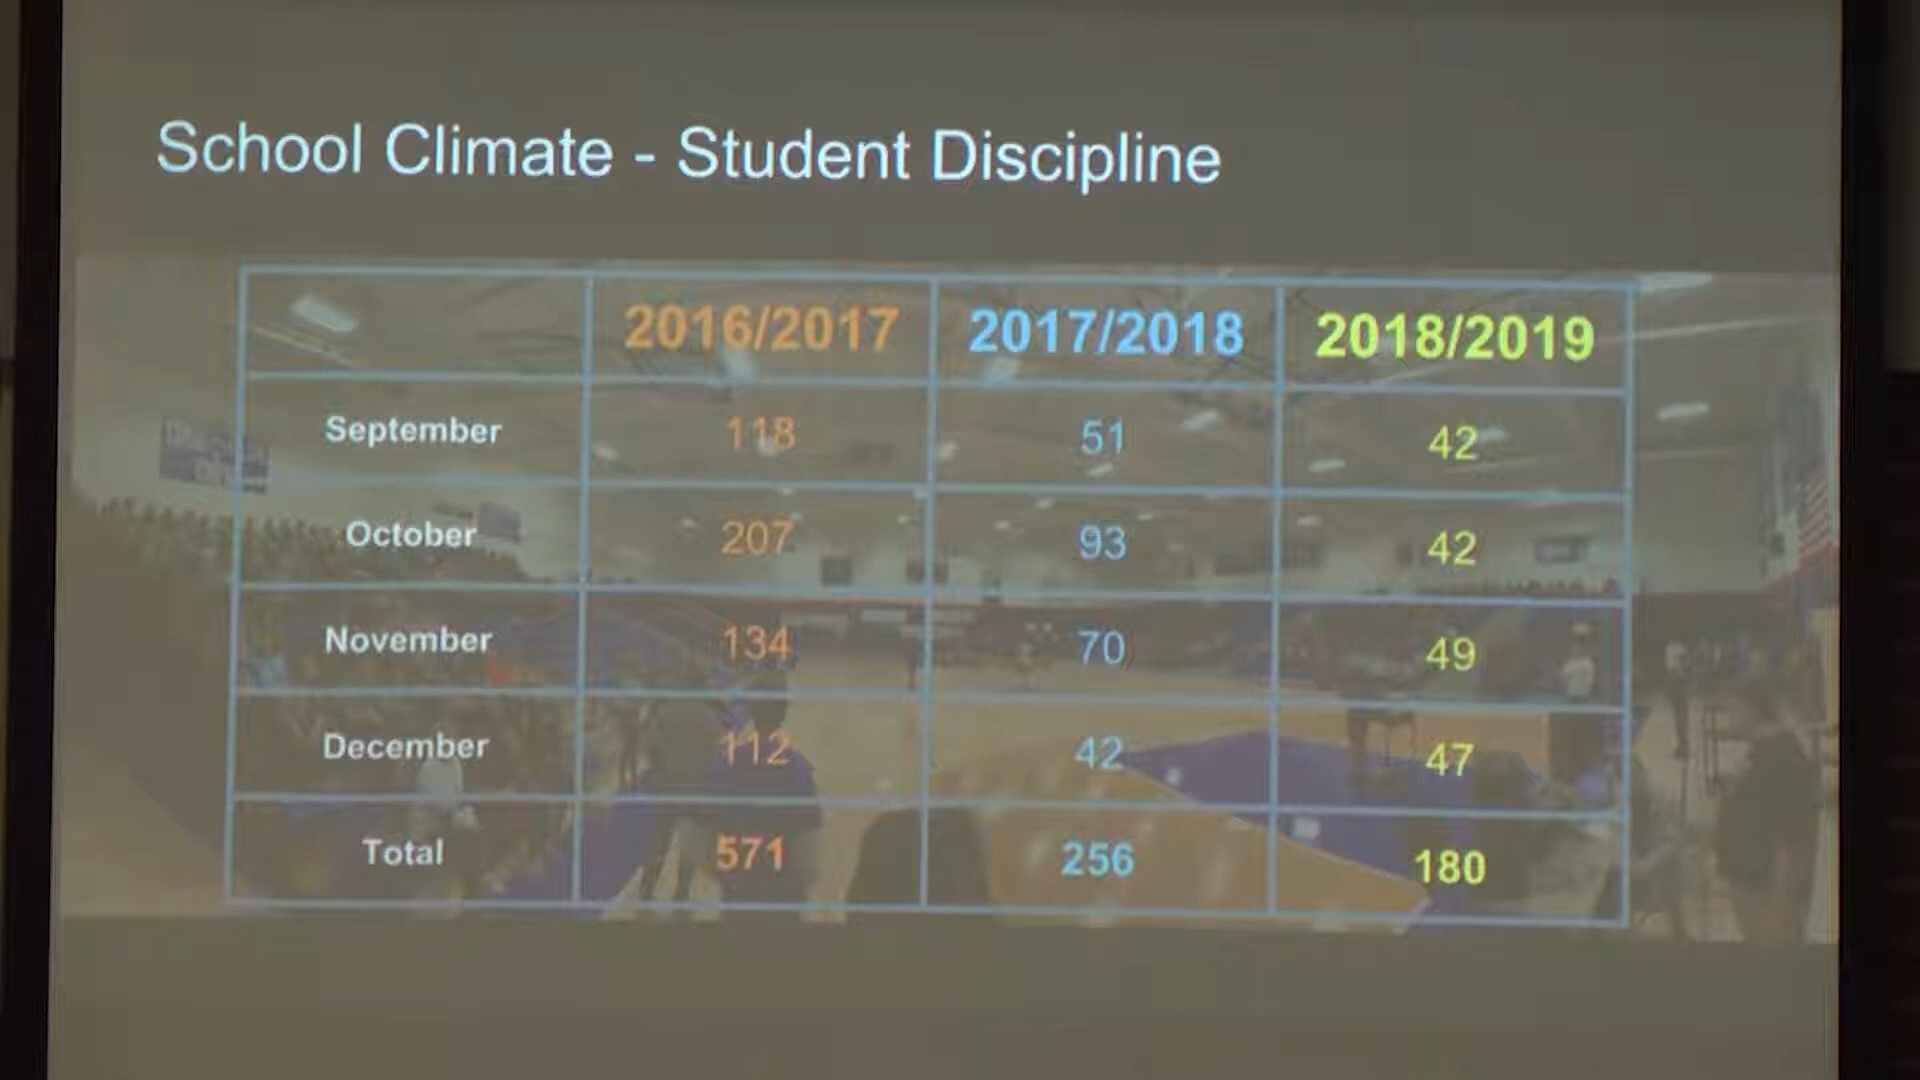 School Climate - Student Discipline
2016/2017 2017/2018 2018/2019
September 118 51 42
October 207 93 42
November 134 70 49
December 112 42 47
Total 571 256 180